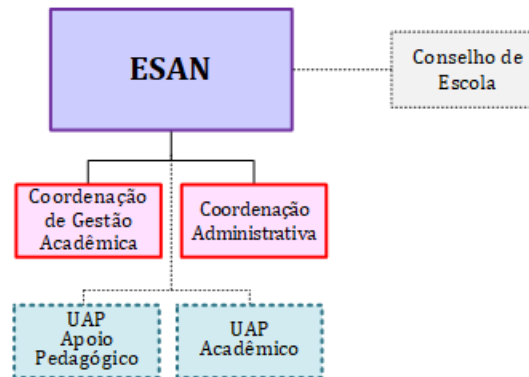 ESAN
Conselho de
Escola
Coordenação
de Gestão
Acadêmica
Coordenação
Administrativa
UAP
Apoio
Pedagógico
UAP
Acadêmico